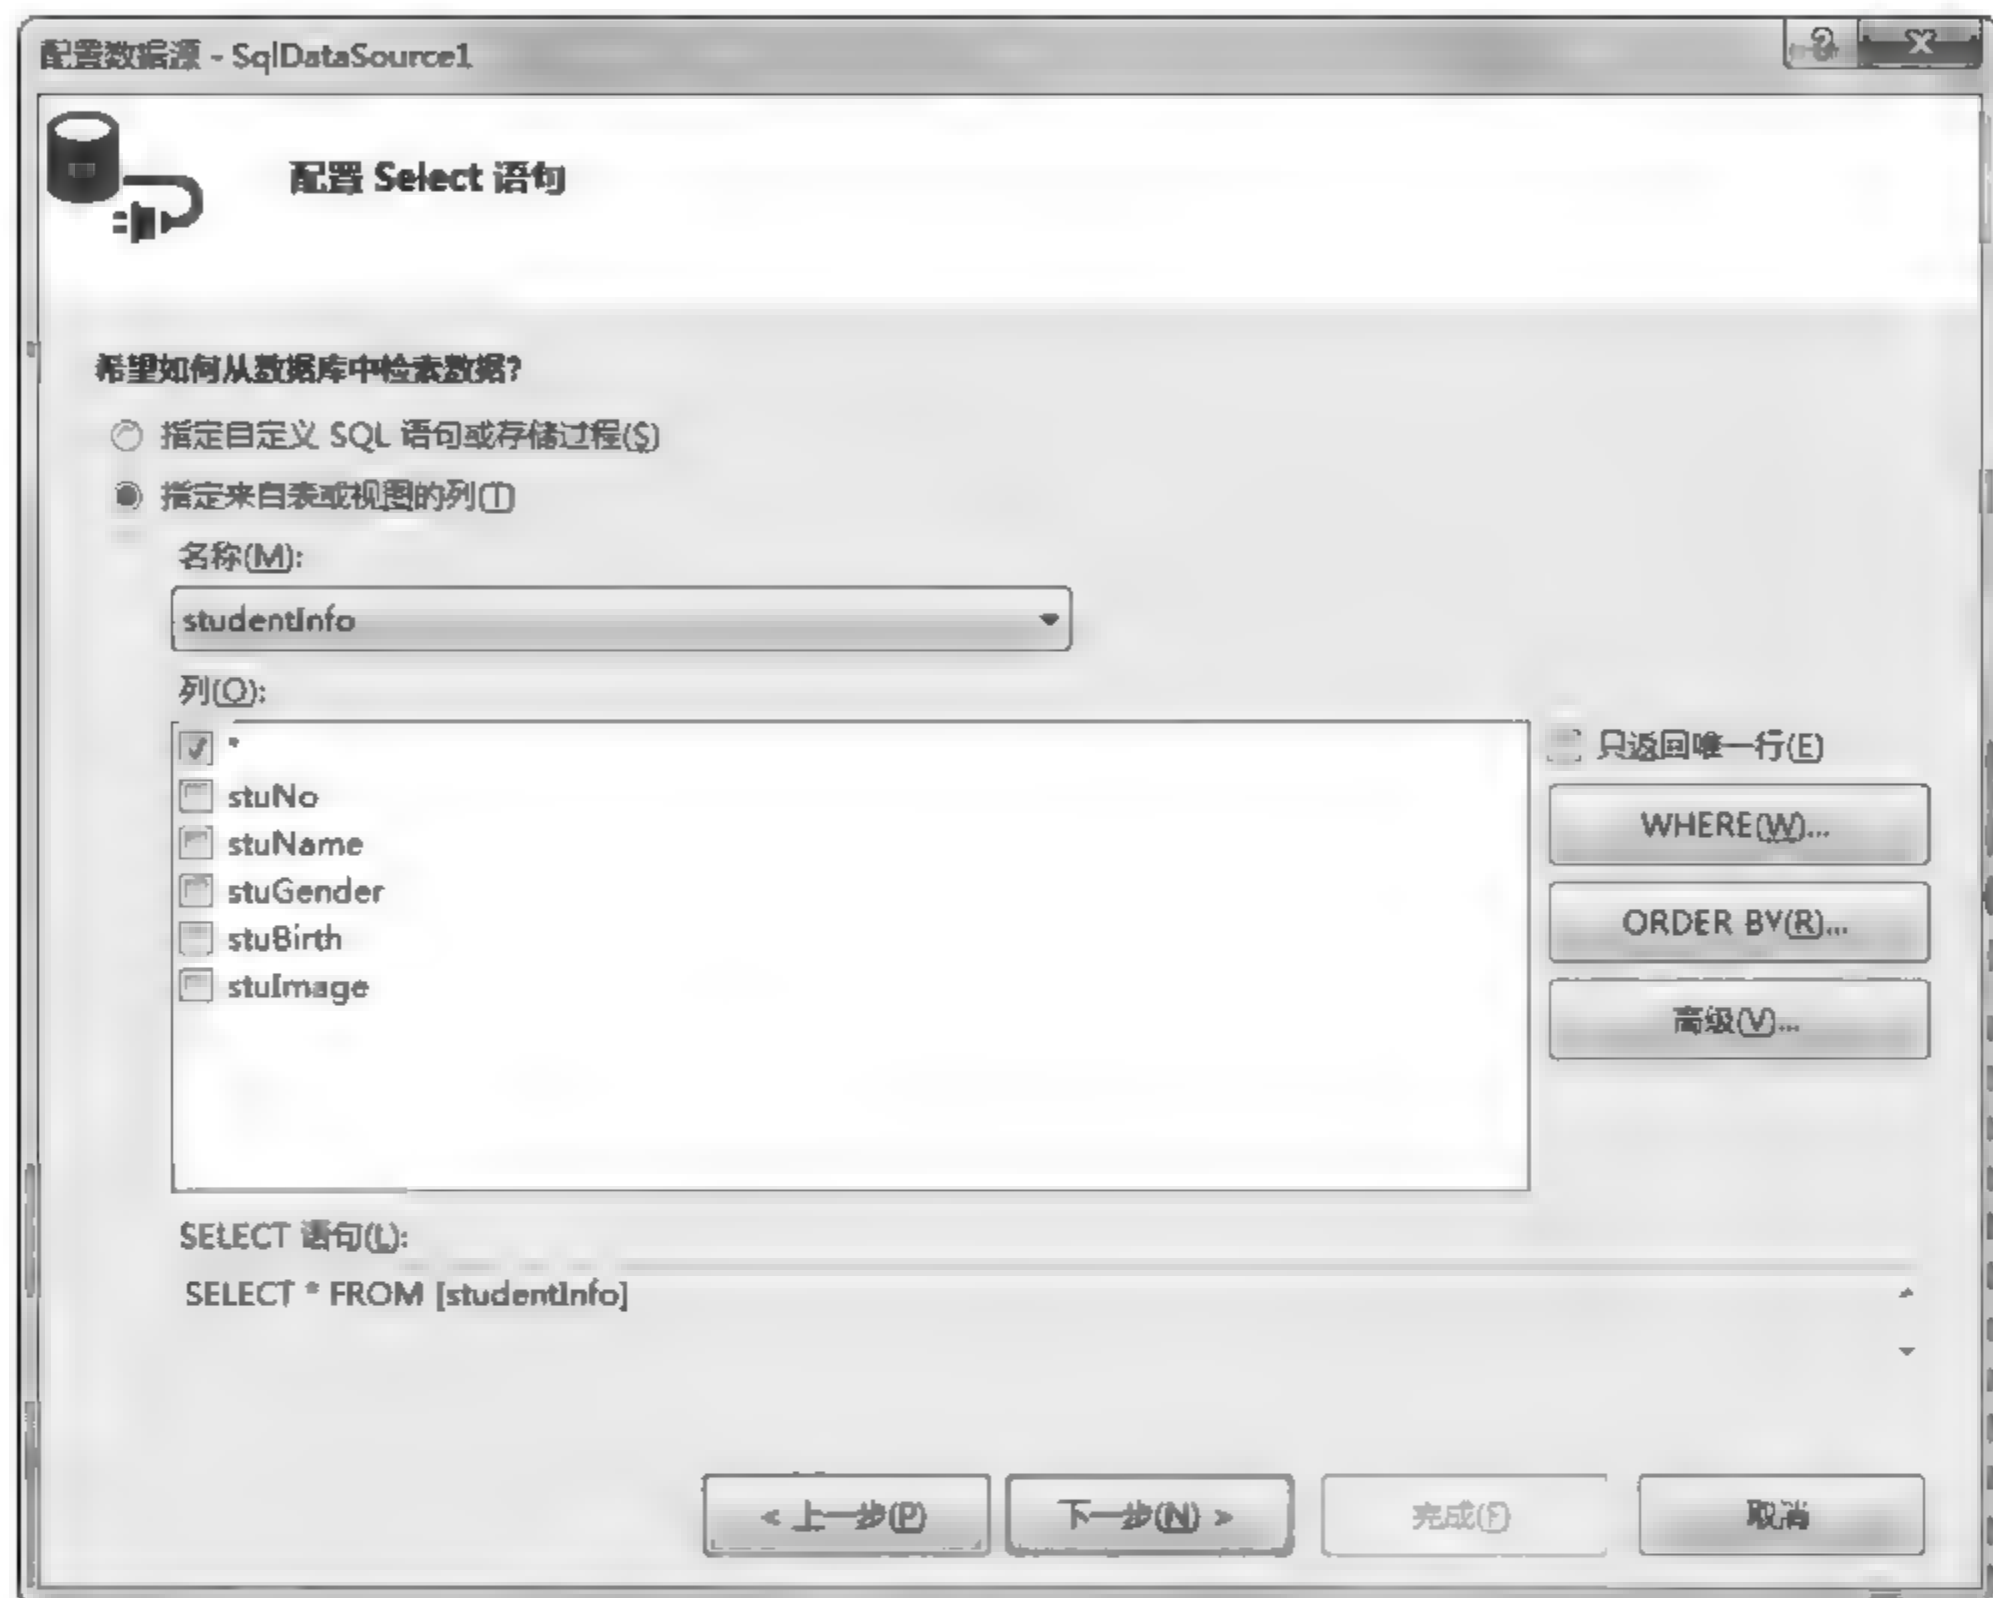 配置数据源 - SqlDataSource1
配置 Select 语句
希望如何从数据库中检索数据?
指定自定义 SQL 语句或存储过程(S)
指定来自表或视图的列(T)
名称(M):
studentInfo
列(O):
*
只返回唯一行(E)
stuNo
WHERE(W)...
stuName
stuGender
ORDER BY(R)...
stuBirth
stuImage
高级(V)...
SELECT 语句(L):
SELECT * FROM [studentInfo]
< 上一步(P)
下一步(N) >
完成(F)
取消